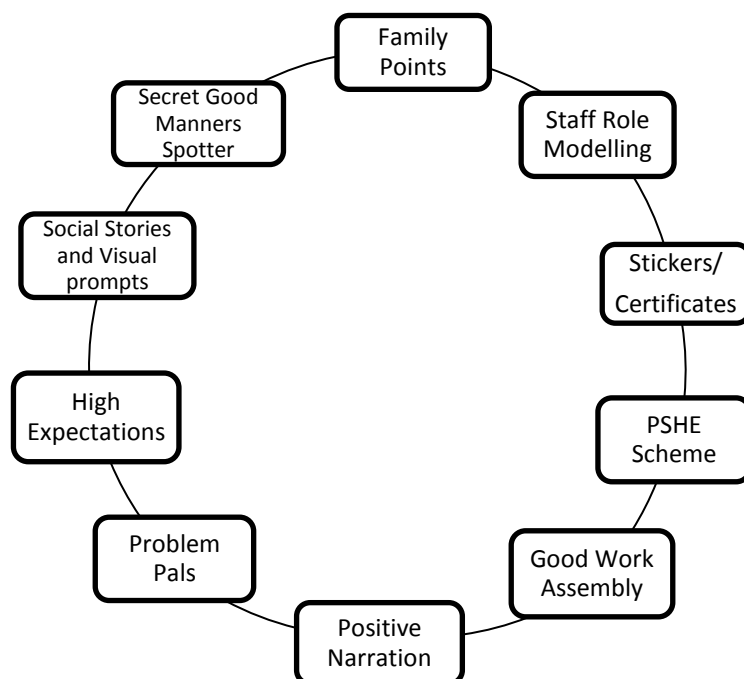 Family
Points
Staff Role
Modelling
Stickers/
Certificates
PSHE
Scheme
Good Work
Assembly
Positive
Narration
Problem
Pals
High
Expectations
Social Stories
and Visual
prompts
Secret Good
Manners
Spotter